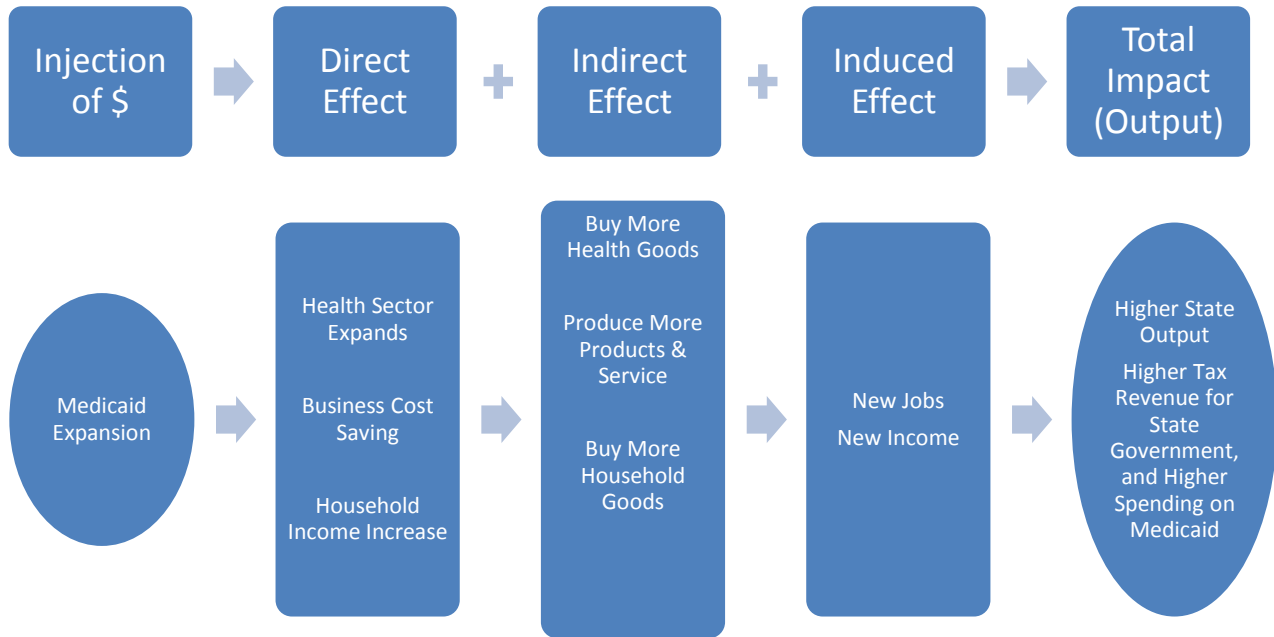 Injection
of $
Direct
Effect
Indirect
Effect
Induced
Effect
Total
Impact
(Output)
Medicaid
Expansion
Health Sector
Expands
Business Cost
Saving
Household
Income Increase
Buy More
Health Goods
Produce More
Products &
Service
Buy More
Household
Goods
New Jobs
New Income
Higher State
Output
Higher Tax
Revenue for
State
Government,
and Higher
Spending on
Medicaid